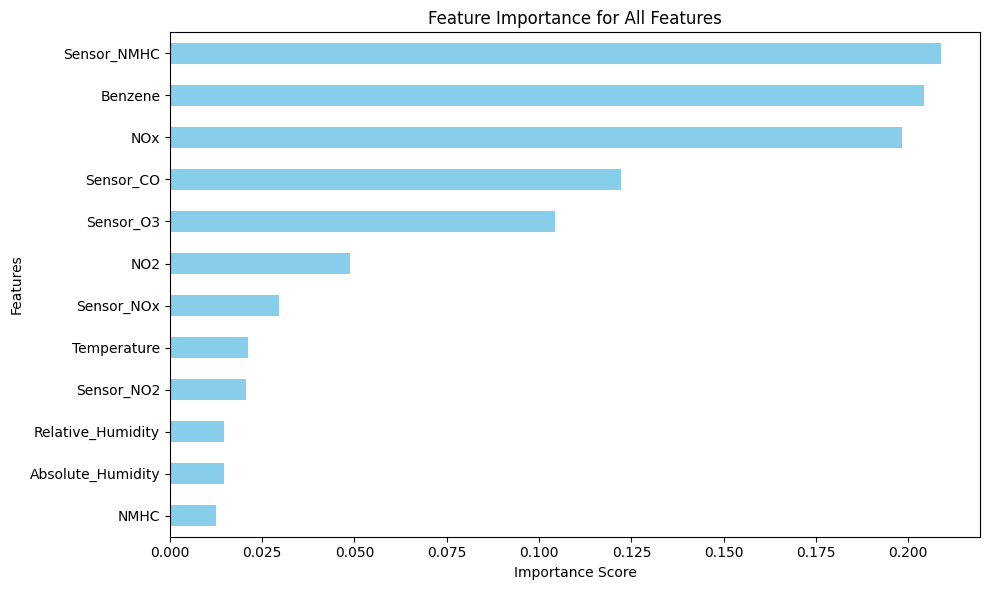 Feature Importance for All Features
Sensor_NMHC
Benzene
NOx
Sensor_CO
Sensor_O3
NO2
Sensor_NOx
Temperature
Sensor_NO2
Relative_Humidity
Absolute_Humidity
NMHC
Features
0.000 0.025 0.050 0.075 0.100 0.125 0.150 0.175 0.200
Importance Score